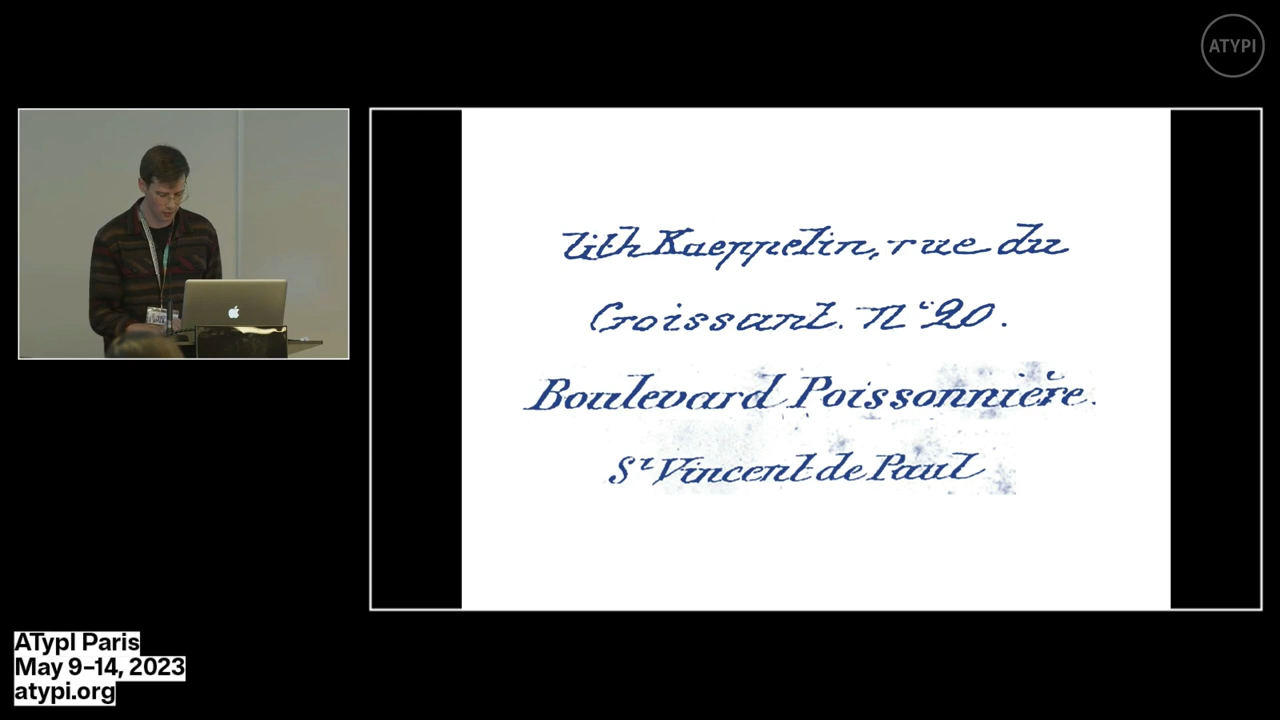 ATYPI
Lith Kaeppelin, rue du
Croissant. N° 20.
Boulevard Poissonnière.
St Vincent de Paul
ATypI Paris
May 9–14, 2023
atypi.org